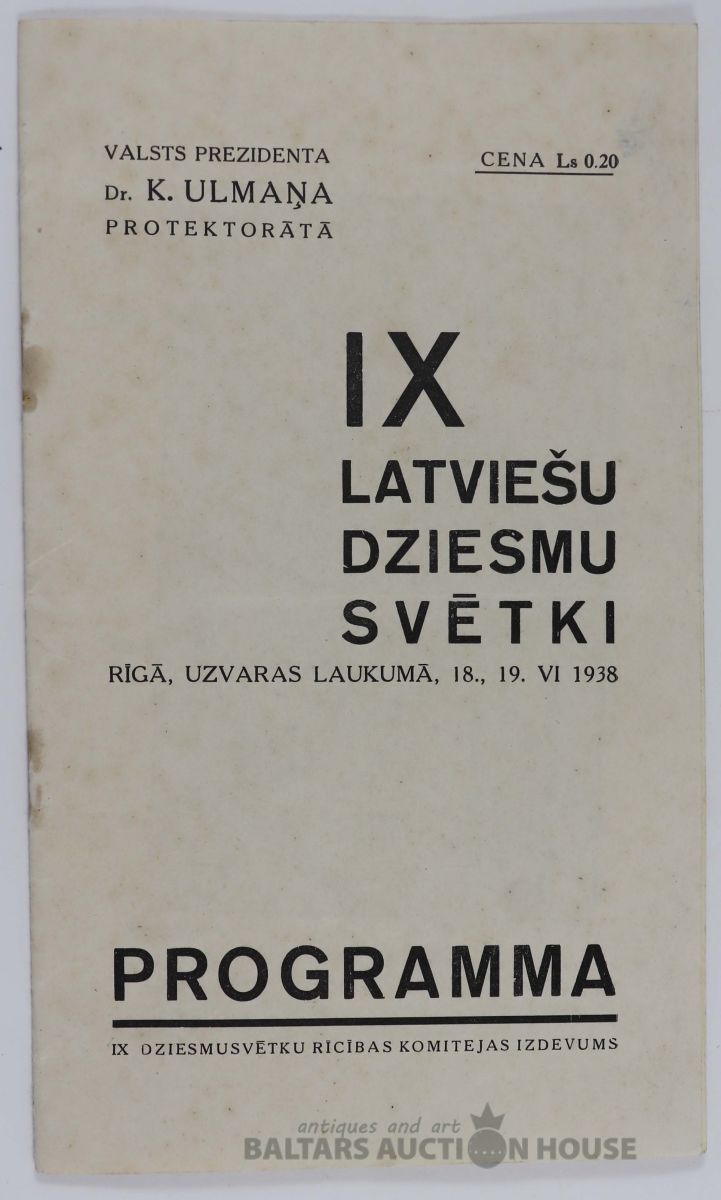 VALSTS PREZIDENTA
Dr. K. ULMAŅA
PROTEKTORĀTĀ
CENA Ls 0.20
IX
LATVIEŠU
DZIESMU
SVĒTKI
RĪGĀ, UZVARAS LAUKUMĀ, 18., 19. VI 1938
PROGRAMMA
IX DZIESMUSVĒTKU RĪCĪBAS KOMITEJAS IZDEVUMS
antiques and art
BALTARS AUCTION HOUSE